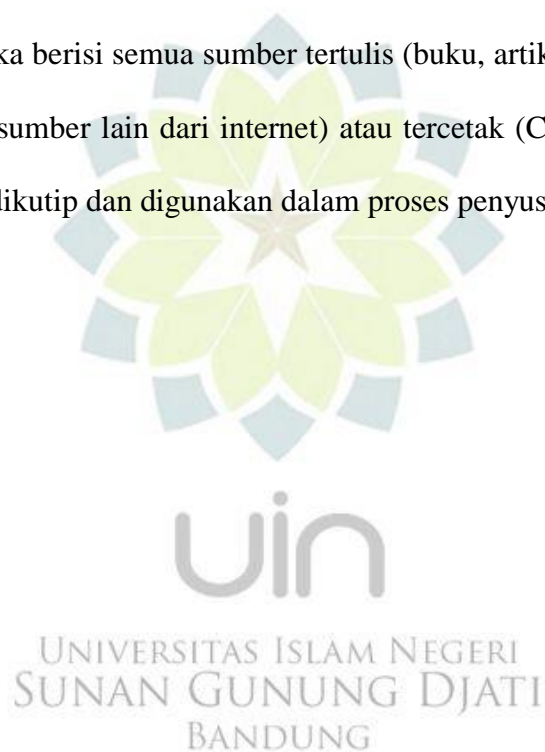 ka berisi semua sumber tertulis (buku, artik
sumber lain dari internet) atau tercetak (C
dikutip dan digunakan dalam proses penyus
uin
UNIVERSITAS ISLAM NEGERI
SUNAN GUNUNG DJATI
BANDUNG